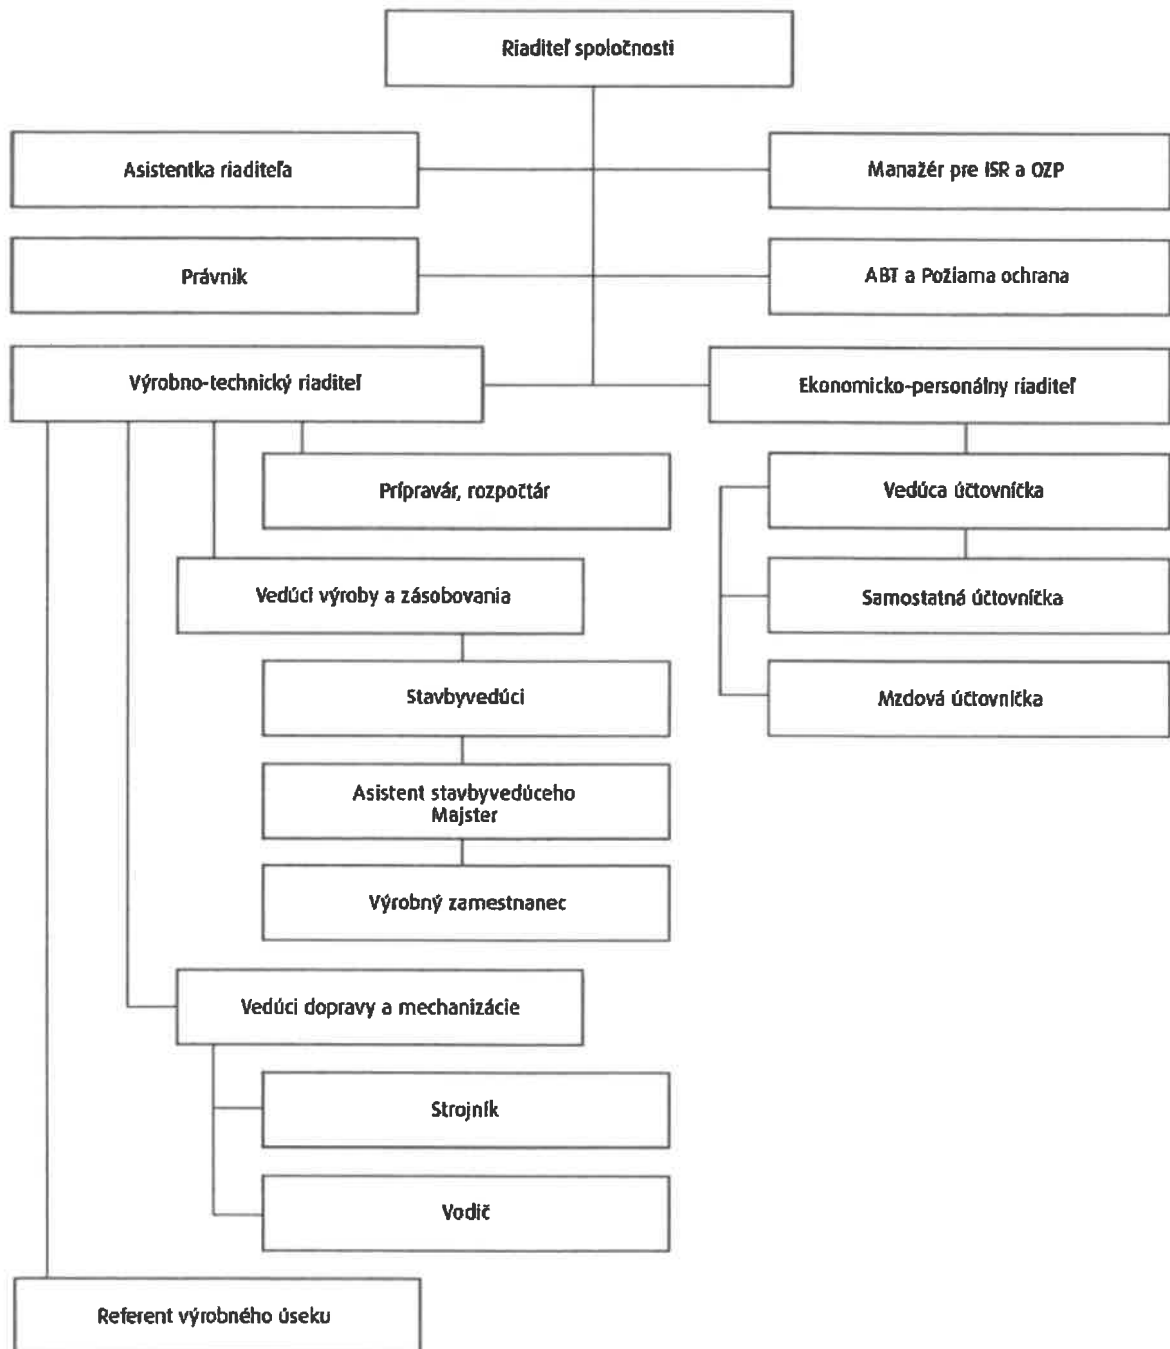 Riaditeľ spoločnosti
Asistentka riaditeľa
Manažér pre ISR a OZP
Právnik
ABT a Požiarna ochrana
Výrobno-technický riaditeľ
Ekonomicko-personálny riaditeľ
Prípravár, rozpočtár
Vedúca účtovníčka
Vedúci výroby a zásobovania
Samostatná účtovníčka
Stavbyvedúci
Mzdová účtovníčka
Asistent stavbyvedúceho
Majster
Výrobný zamestnanec
Vedúci dopravy a mechanizácie
Strojník
Vodič
Referent výrobného úseku